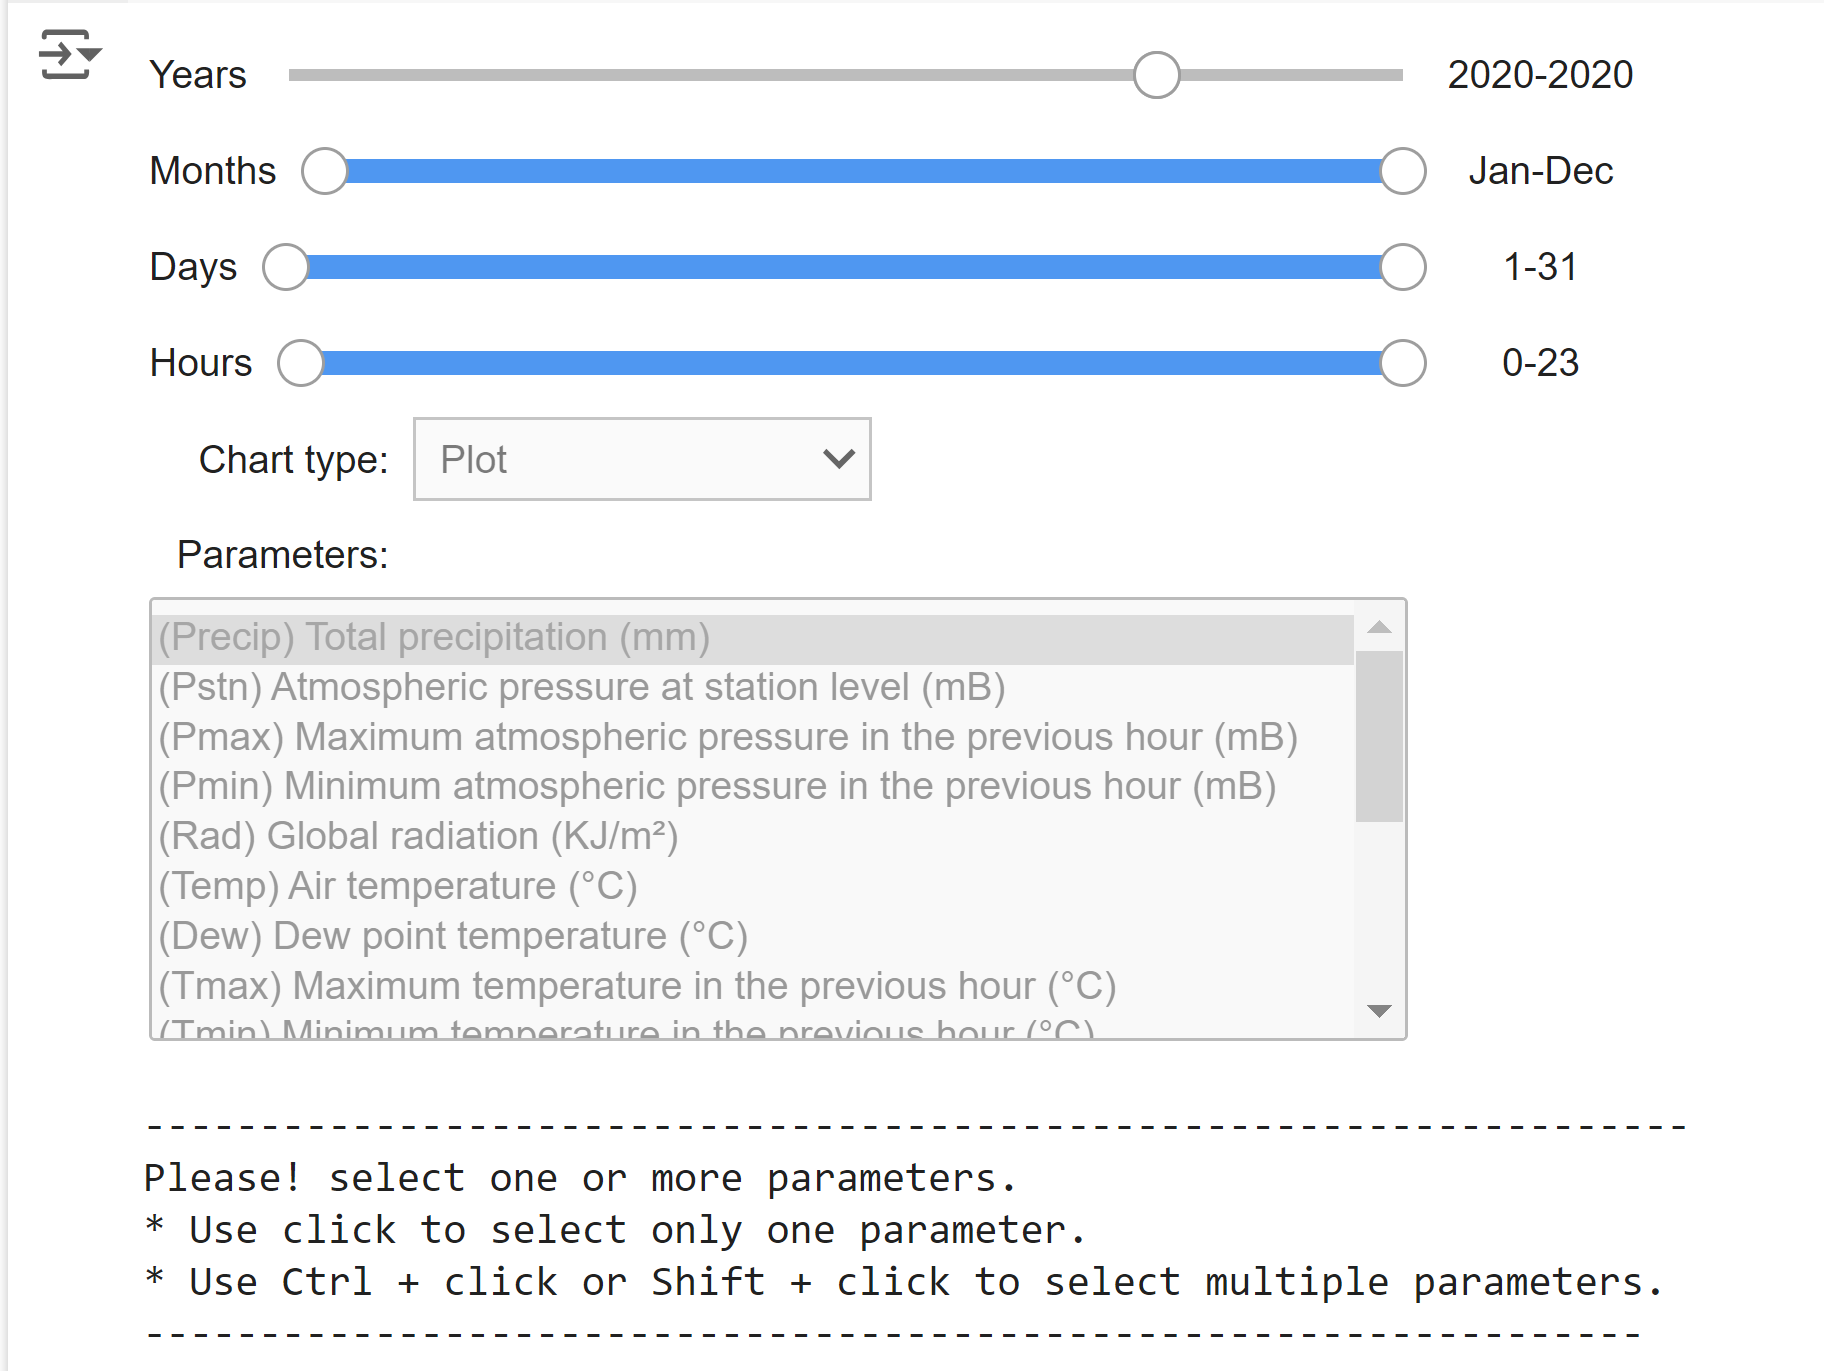 Years 2020-2020
Months Jan-Dec
Days 1-31
Hours 0-23
Chart type: Plot
Parameters:
(Precip) Total precipitation (mm)
(Pstn) Atmospheric pressure at station level (mB)
(Pmax) Maximum atmospheric pressure in the previous hour (mB)
(Pmin) Minimum atmospheric pressure in the previous hour (mB)
(Rad) Global radiation (KJ/m²)
(Temp) Air temperature (°C)
(Dew) Dew point temperature (°C)
(Tmax) Maximum temperature in the previous hour (°C)
(Tmin) Minimum temperature in the previous hour (°C)
-------------------------------------------------------------------
Please! select one or more parameters.
* Use click to select only one parameter.
* Use Ctrl + click or Shift + click to select multiple parameters.
-----------------------------------------------------------------